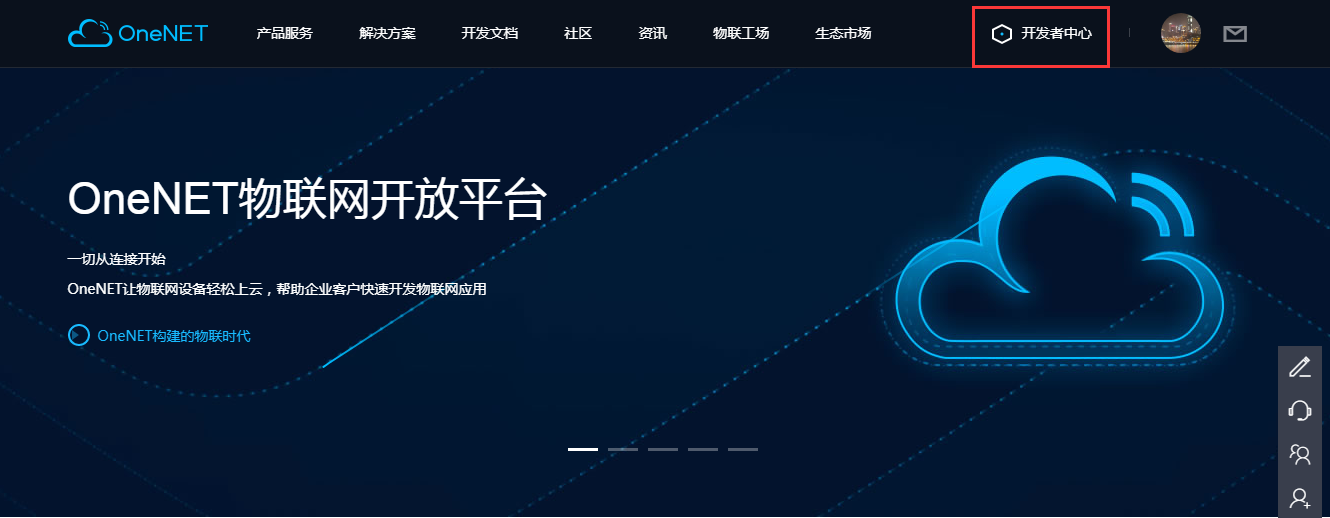 OneNET 产品服务 解决方案 开发文档 社区 资讯 物联工场 生态市场 开发者中心
OneNET物联网开放平台
一切从连接开始
OneNET让物联网设备轻松上云，帮助企业客户快速开发物联网应用
OneNET构建的物联时代